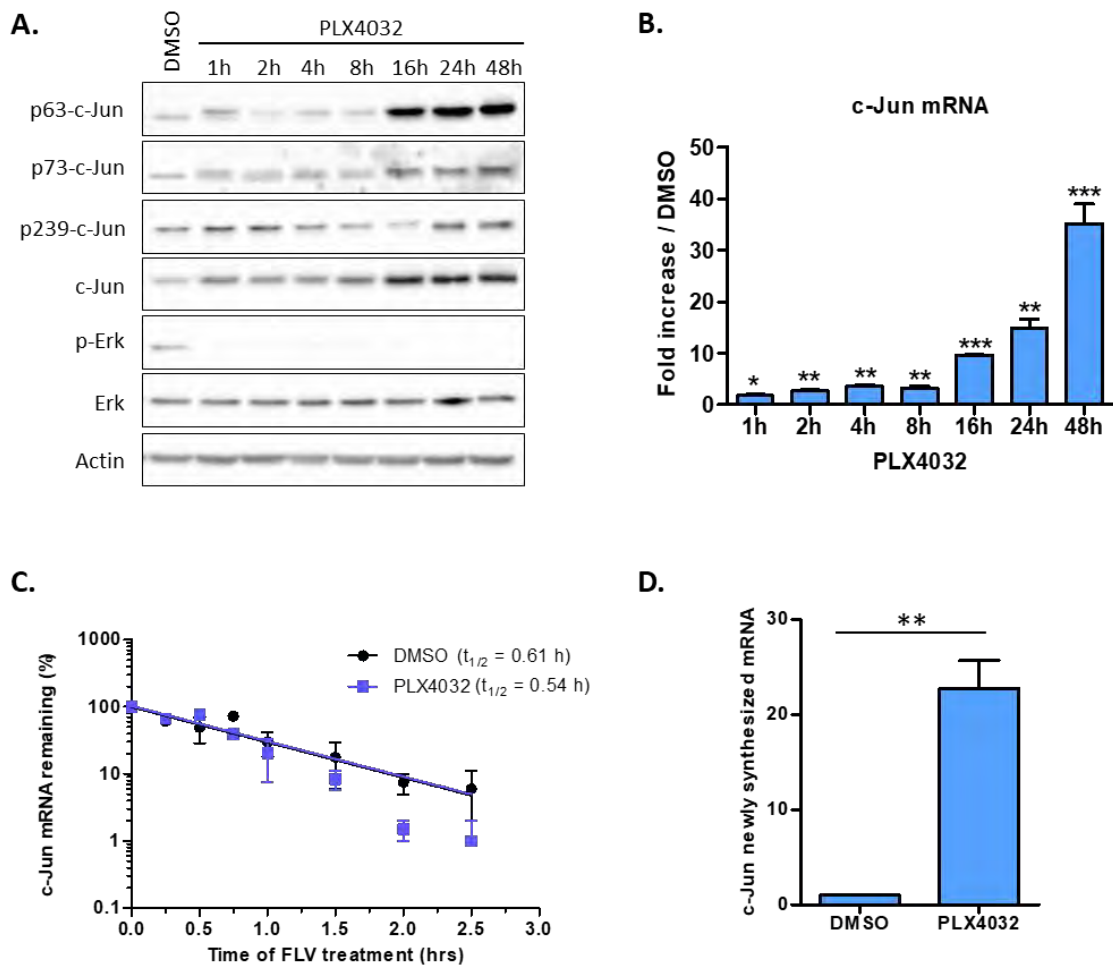 A.
DMSO
PLX4032
1h 2h 4h 8h 16h 24h 48h
p63-c-Jun
p73-c-Jun
p239-c-Jun
c-Jun
p-Erk
Erk
Actin
B.
c-Jun mRNA
Fold increase / DMSO
50
40
30
20
10
0
* ** ** ** *** ** ***
1h 2h 4h 8h 16h 24h 48h
PLX4032
C.
c-Jun mRNA remaining (%)
1000
100
10
1
0.1
DMSO (t1/2 = 0.61 h)
PLX4032 (t1/2 = 0.54 h)
0.0 0.5 1.0 1.5 2.0 2.5 3.0
Time of FLV treatment (hrs)
D.
c-Jun newly synthesized mRNA
30
20
10
0
**
DMSO PLX4032